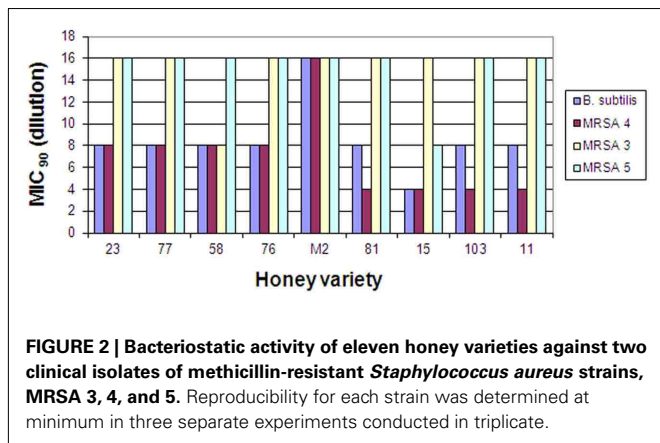 18
16
14
12
10
8
6
4
2
0
MIC 90 (dilution)
23 77 58 76 M2 81 15 103 11
Honey variety
B. subtilis
MRSA 4
MRSA 3
MRSA 5
FIGURE 2 | Bacteriostatic activity of eleven honey varieties against two
clinical isolates of methicillin-resistant Staphylococcus aureus strains,
MRSA 3, 4, and 5. Reproducibility for each strain was determined at
minimum in three separate experiments conducted in triplicate.